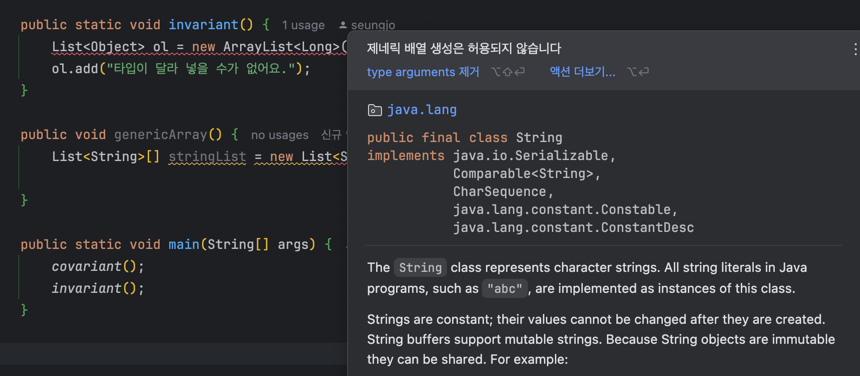 public static void invariant() { 1 usage seungjo
List<Object> ol = new ArrayList<Long>(
ol.add("타입이 달라 넣을 수가 없어요.");
}
public void genericArray() { no usages 신규
List<String>[] stringList = new List<S
}
public static void main(String[] args) {
covariant();
invariant();
}
제네릭 배열 생성은 허용되지 않습니다
type arguments 제거 ⌥⇧⏎ 액션 더보기... ⌥⏎
java.lang
public final class String
implements java.io.Serializable,
Comparable<String>,
CharSequence,
java.lang.constant.Constable,
java.lang.constant.ConstantDesc
The String class represents character strings. All string literals in Java
programs, such as "abc", are implemented as instances of this class.
Strings are constant; their values cannot be changed after they are created.
String buffers support mutable strings. Because String objects are immutable
they can be shared. For example: